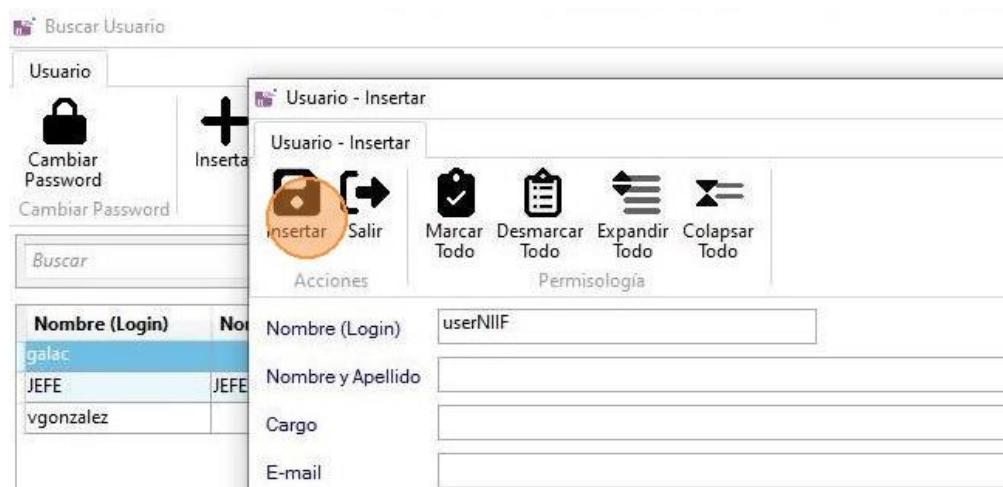 Buscar Usuario
Usuario
Cambiar
Password
Inserta
Cambiar Password
Buscar
Nombre (Login) No
galac
JEFE JEFE
vgonzalez
Usuario - Insertar
Usuario - Insertar
Insertar Salir Marcar Todo Desmarcar Todo Expandir Todo Colapsar Todo
Acciones Permisología
Nombre (Login) userNIIF
Nombre y Apellido
Cargo
E-mail